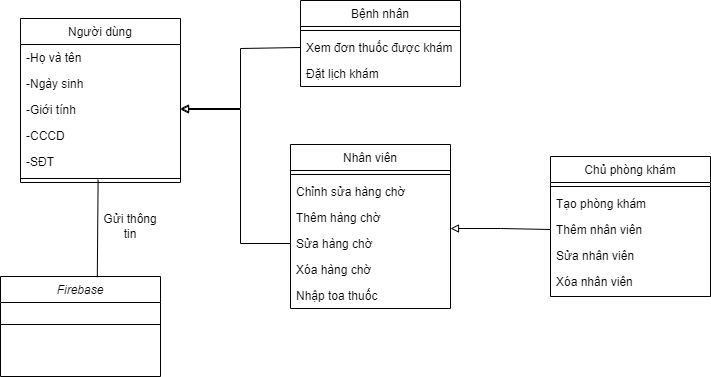 Người dùng
-Họ và tên
-Ngày sinh
-Giới tính
-CCCD
-SĐT
Gửi thông
tin
Firebase
Bệnh nhân
Xem đơn thuốc được khám
Đặt lịch khám
Nhân viên
Chỉnh sửa hàng chờ
Thêm hàng chờ
Sửa hàng chờ
Xóa hàng chờ
Nhập toa thuốc
Chủ phòng khám
Tạo phòng khám
Thêm nhân viên
Sửa nhân viên
Xóa nhân viên